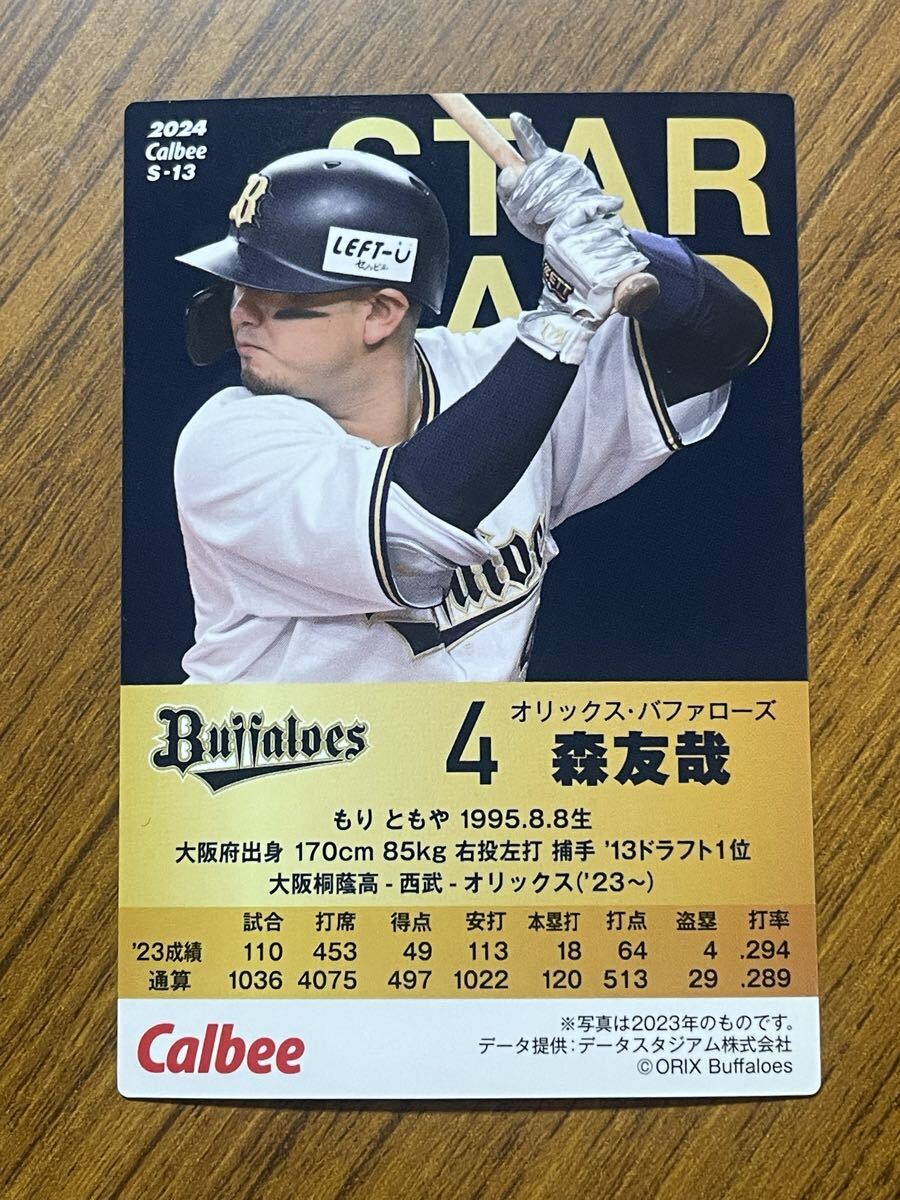 2024
Calbee
S-13
STAR
LEFT-U
セノビル
ZETT
Buffaloes
4
オリックス・バファローズ
森友哉
もり ともや 1995.8.8生
大阪府出身 170cm 85kg 右投左打 捕手 '13ドラフト1位
大阪桐蔭高 - 西武 - オリックス('23～)
試合 打席 得点 安打 本塁打 打点 盗塁 打率
'23成績 110 453 49 113 18 64 4 .294
通算 1036 4075 497 1022 120 513 29 .289
Calbee
※写真は2023年のものです。
データ提供:データスタジアム株式会社
©ORIX Buffaloes